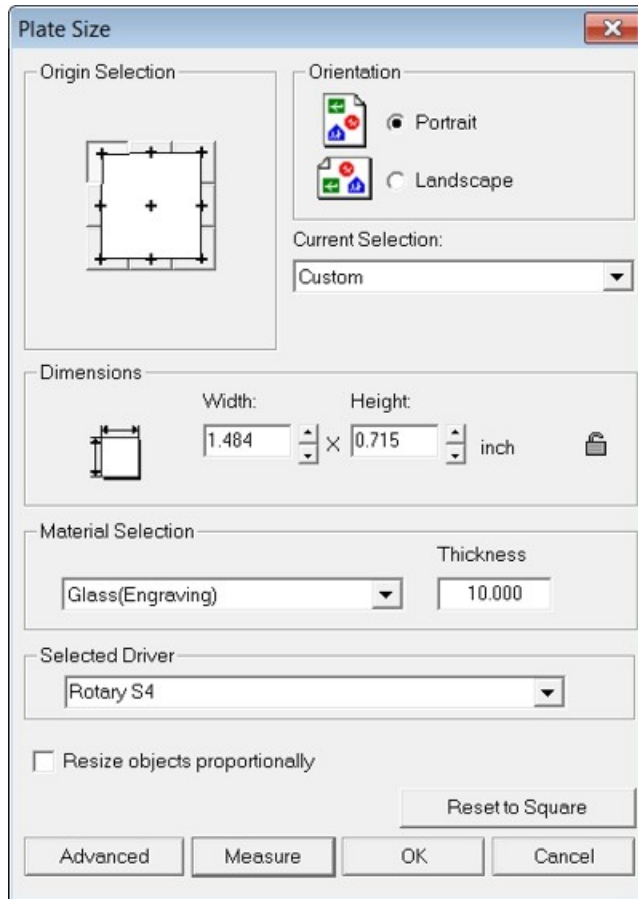 Plate Size
Origin Selection
Orientation
Portrait
Landscape
Current Selection:
Custom
Dimensions
Width:
Height:
1.484
X
0.715
inch
Material Selection
Thickness
Glass(Engraving)
10.000
Selected Driver
Rotary S4
Resize objects proportionally
Reset to Square
Advanced
Measure
OK
Cancel